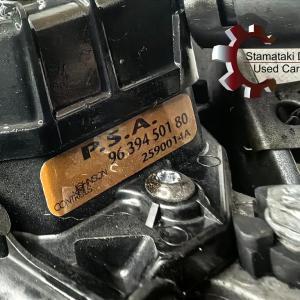 Stamataki D
Used Car
P.S.A.
96 394 501 80
2590014A
JOHNSON
CONTROLS